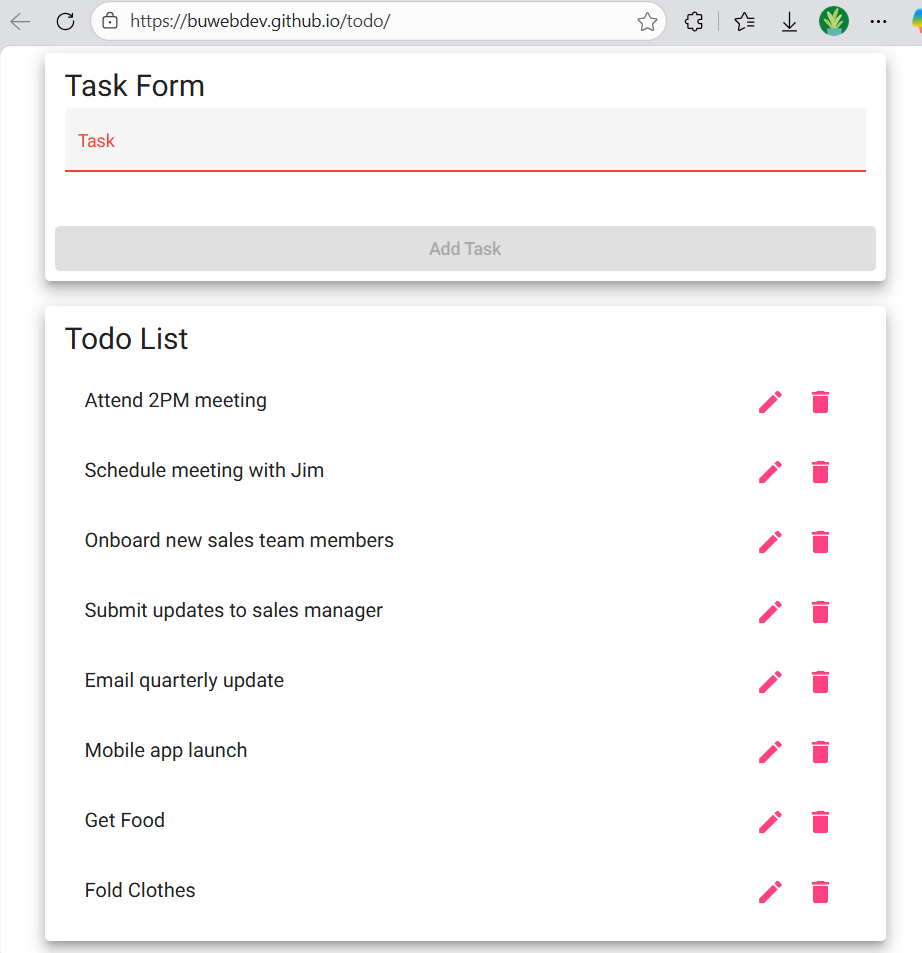 https://buwebdev.github.io/todo/
Task Form
Task
Add Task
Todo List
Attend 2PM meeting
Schedule meeting with Jim
Onboard new sales team members
Submit updates to sales manager
Email quarterly update
Mobile app launch
Get Food
Fold Clothes